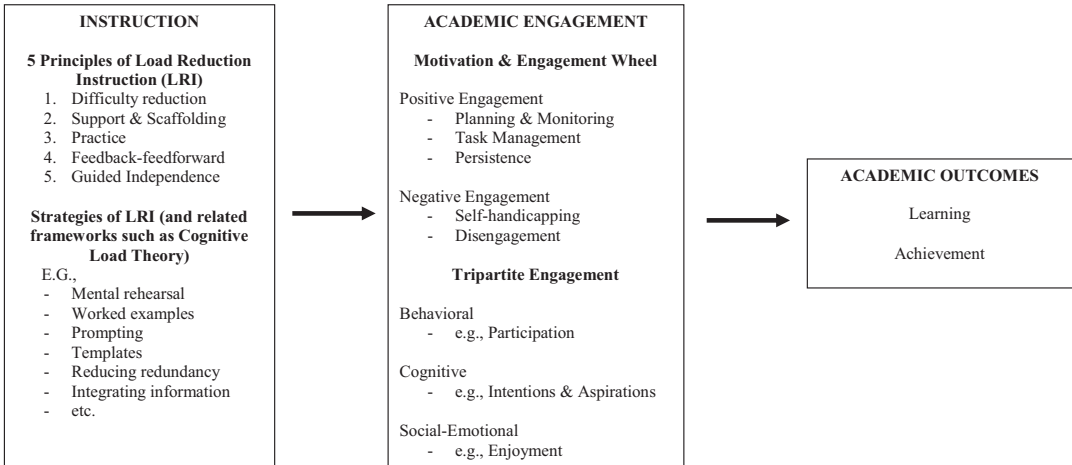 INSTRUCTION
5 Principles of Load Reduction
Instruction (LRI)
1. Difficulty reduction
2. Support & Scaffolding
3. Practice
4. Feedback-feedforward
5. Guided Independence
Strategies of LRI (and related
frameworks such as Cognitive
Load Theory)
E.G.,
- Mental rehearsal
- Worked examples
- Prompting
- Templates
- Reducing redundancy
- Integrating information
- etc.
ACADEMIC ENGAGEMENT
Motivation & Engagement Wheel
Positive Engagement
- Planning & Monitoring
- Task Management
- Persistence
Negative Engagement
- Self-handicapping
- Disengagement
Tripartite Engagement
Behavioral
- e.g., Participation
Cognitive
- e.g., Intentions & Aspirations
Social-Emotional
- e.g., Enjoyment
ACADEMIC OUTCOMES
Learning
Achievement